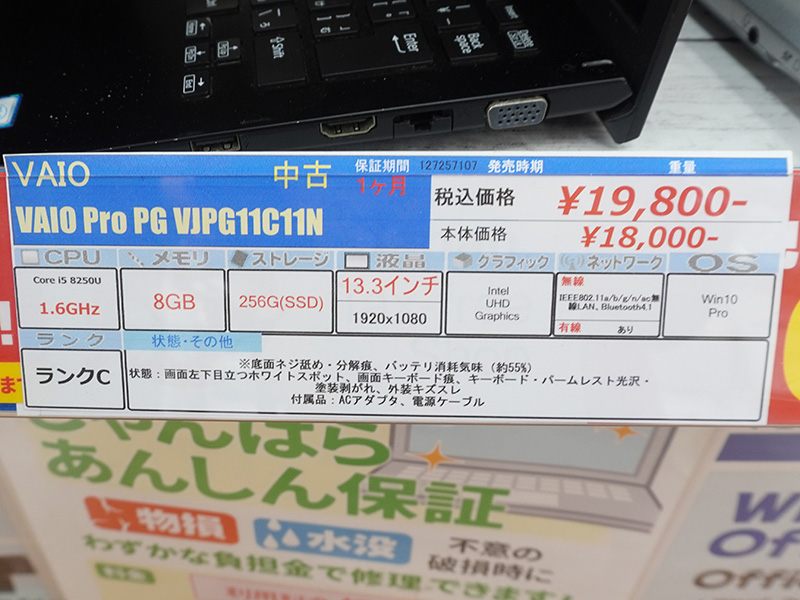 Enter
Back Space
Delete
Shift
VAIO
中古
保証期間
127257107
発売時期
重量
1ヶ月
VAIO Pro PG VJPG11C11N
税込価格
¥19,800-
本体価格
¥18,000-
CPU
メモリ
ストレージ
液晶
グラフィック
ネットワーク
OS
Core i5 8250U
1.6GHz
8GB
256G(SSD)
13.3インチ
1920x1080
Intel
UHD
Graphics
無線
IEEE802.11a/b/g/n/ac無
線LAN、Bluetooth4.1
有線
あり
Win10
Pro
ランク
状態・その他
ランクC
※底面ネジ舐め・分解痕、バッテリ消耗気味（約55%）
状態：画面左下目立つホワイトスポット、画面キーボード痕、キーボード・パームレスト光沢・
塗装剥がれ、外装キズスレ
付属品：ACアダプタ、電源ケーブル
じゃんぱら
あんしん保証
物損
水没
不意の
破損時に
わずかな負担金で修理できます!
料金